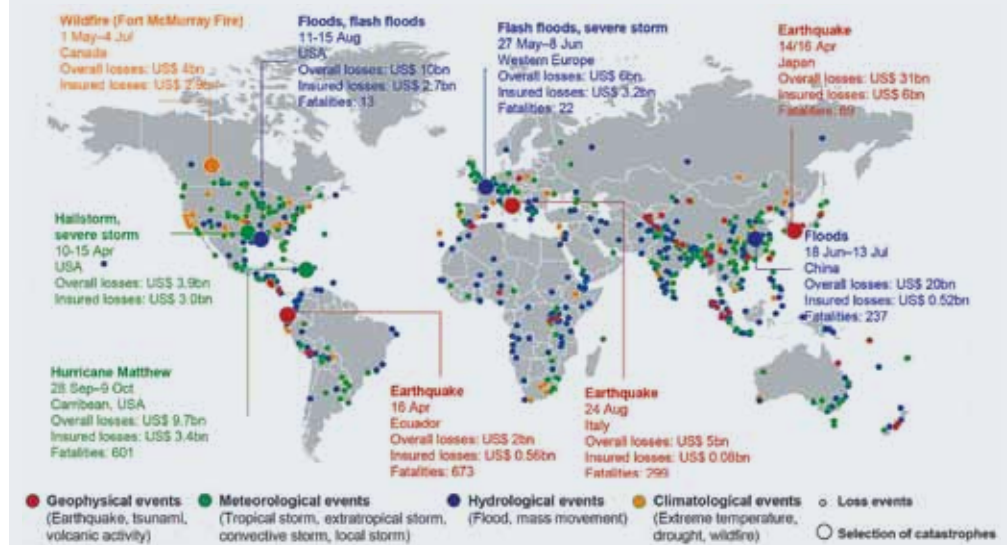 Wildfire (Fort McMurray Fire)
1 May–4 Jul
Canada
Overall losses: US$ 4bn
Insured losses: US$ 2.9bn
Floods, flash floods
11-15 Aug
USA
Overall losses: US$ 10bn
Insured losses: US$ 2.7bn
Fatalities: 13
Flash floods, severe storm
27 May–8 Jun
Western Europe
Overall losses: US$ 6bn
Insured losses: US$ 3.2bn
Fatalities: 22
Earthquake
14/16 Apr
Japan
Overall losses: US$ 31bn
Insured losses: US$ 6bn
Fatalities: 69
Hailstorm,
severe storm
10-15 Apr
USA
Overall losses: US$ 3.9bn
Insured losses: US$ 3.0bn
Floods
18 Jun–13 Jul
China
Overall losses: US$ 20bn
Insured losses: US$ 0.52bn
Fatalities: 237
Hurricane Matthew
28 Sep–9 Oct
Carribean, USA
Overall losses: US$ 9.7bn
Insured losses: US$ 3.4bn
Fatalities: 601
Earthquake
16 Apr
Ecuador
Overall losses: US$ 2bn
Insured losses: US$ 0.56bn
Fatalities: 673
Earthquake
24 Aug
Italy
Overall losses: US$ 5bn
Insured losses: US$ 0.08bn
Fatalities: 299
Geophysical events
(Earthquake, tsunami,
volcanic activity)
Meteorological events
(Tropical storm, extratropical storm,
convective storm, local storm)
Hydrological events
(Flood, mass movement)
Climatological events
(Extreme temperature,
drought, wildfire)
Loss events
Selection of catastrophes